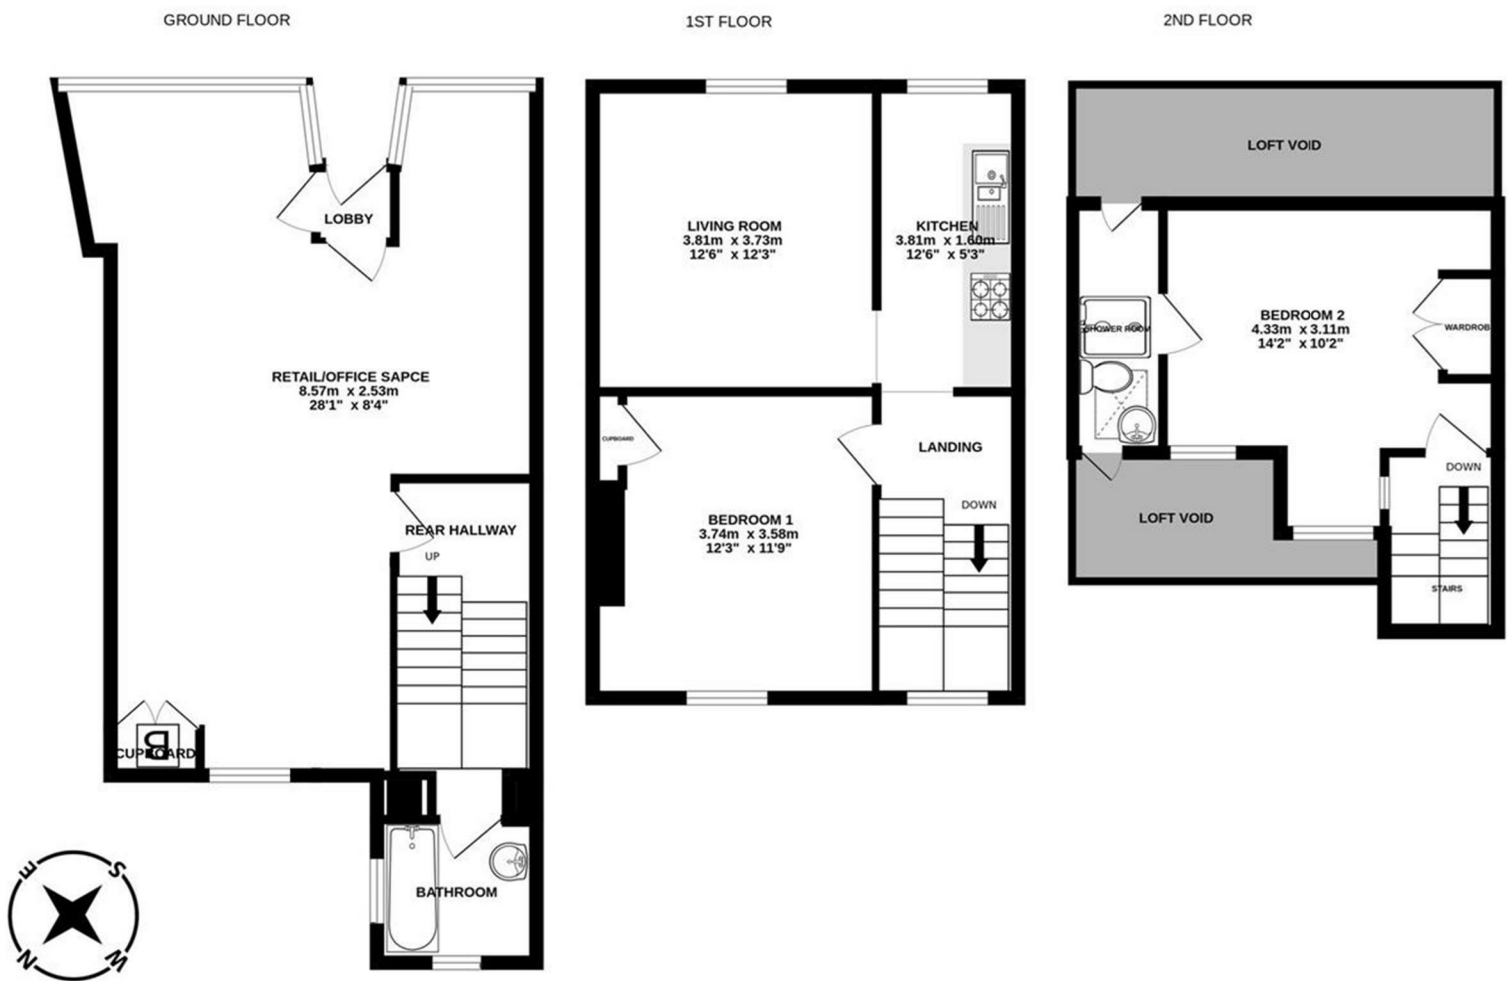 GROUND FLOOR
1ST FLOOR
2ND FLOOR
LOBBY
RETAIL/OFFICE SAPCE
8.57m x 2.53m
28'1" x 8'4"
REAR HALLWAY
UP
CUPBOARD
B
BATHROOM
E
S
N
W
LIVING ROOM
3.81m x 3.73m
12'6" x 12'3"
KITCHEN
3.81m x 1.60m
12'6" x 5'3"
CUPBOARD
LANDING
DOWN
BEDROOM 1
3.74m x 3.58m
12'3" x 11'9"
LOFT VOID
BEDROOM 2
4.33m x 3.11m
14'2" x 10'2"
SHOWER ROOM
WARDROB
DOWN
LOFT VOID
STAIRS